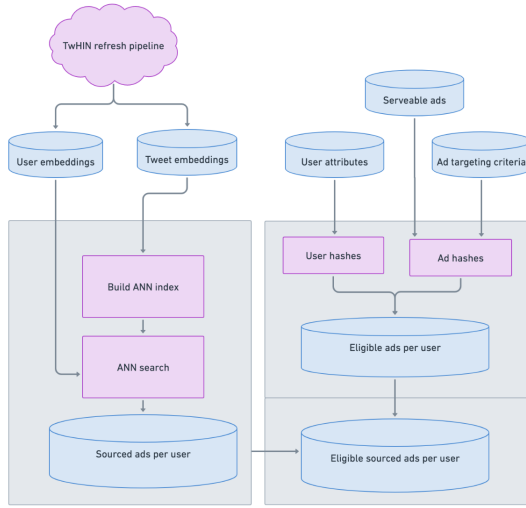 TwHIN refresh pipeline
Serveable ads
User embeddings
Tweet embeddings
User attributes
Ad targeting criteria
User hashes
Ad hashes
Build ANN index
Eligible ads per user
ANN search
Sourced ads per user
Eligible sourced ads per user